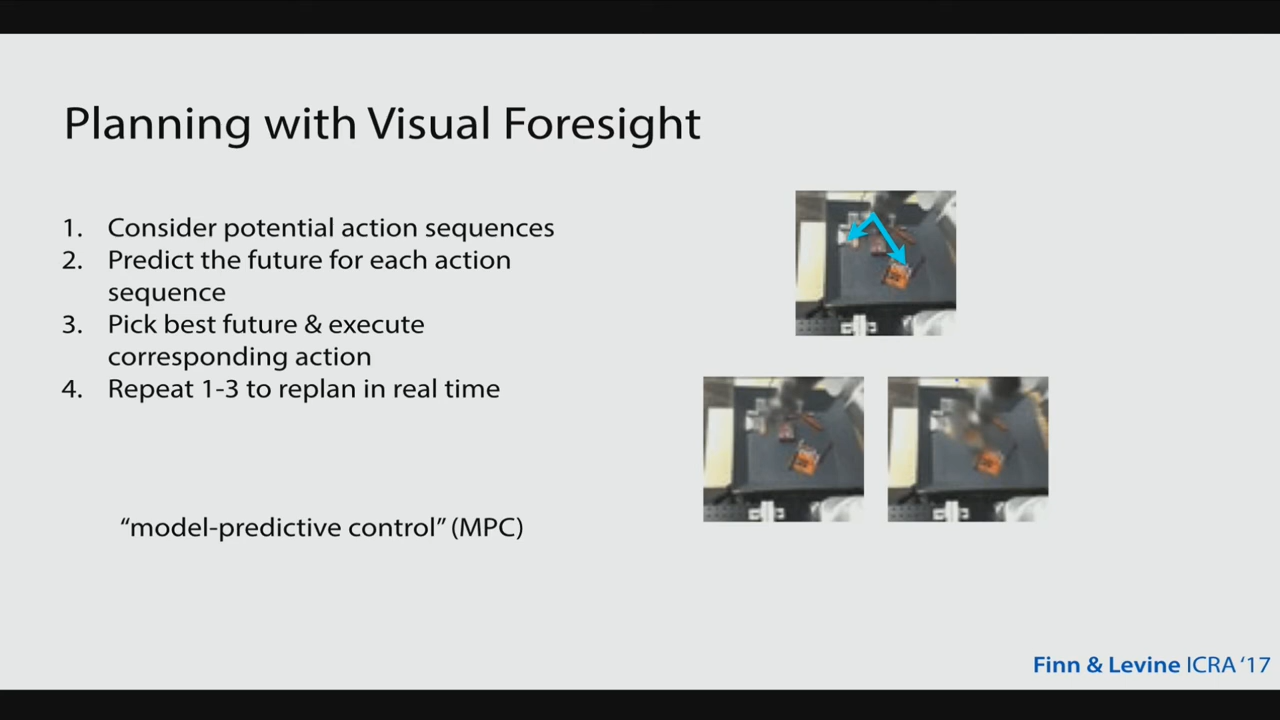 Planning with Visual Foresight
1. Consider potential action sequences
2. Predict the future for each action
sequence
3. Pick best future & execute
corresponding action
4. Repeat 1-3 to replan in real time
“model-predictive control” (MPC)
Finn & Levine ICRA ‘17